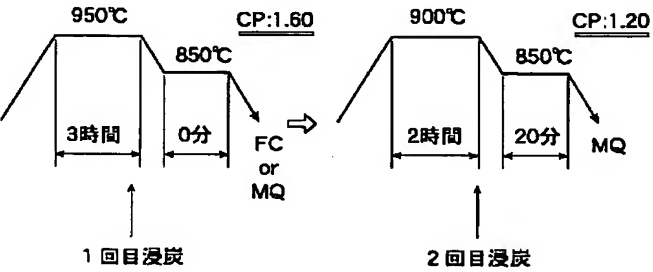 950℃
CP:1.60
850℃
3時間
0分
FC
or
MQ
1回目浸炭
900℃
CP:1.20
850℃
2時間
20分
MQ
2回目浸炭